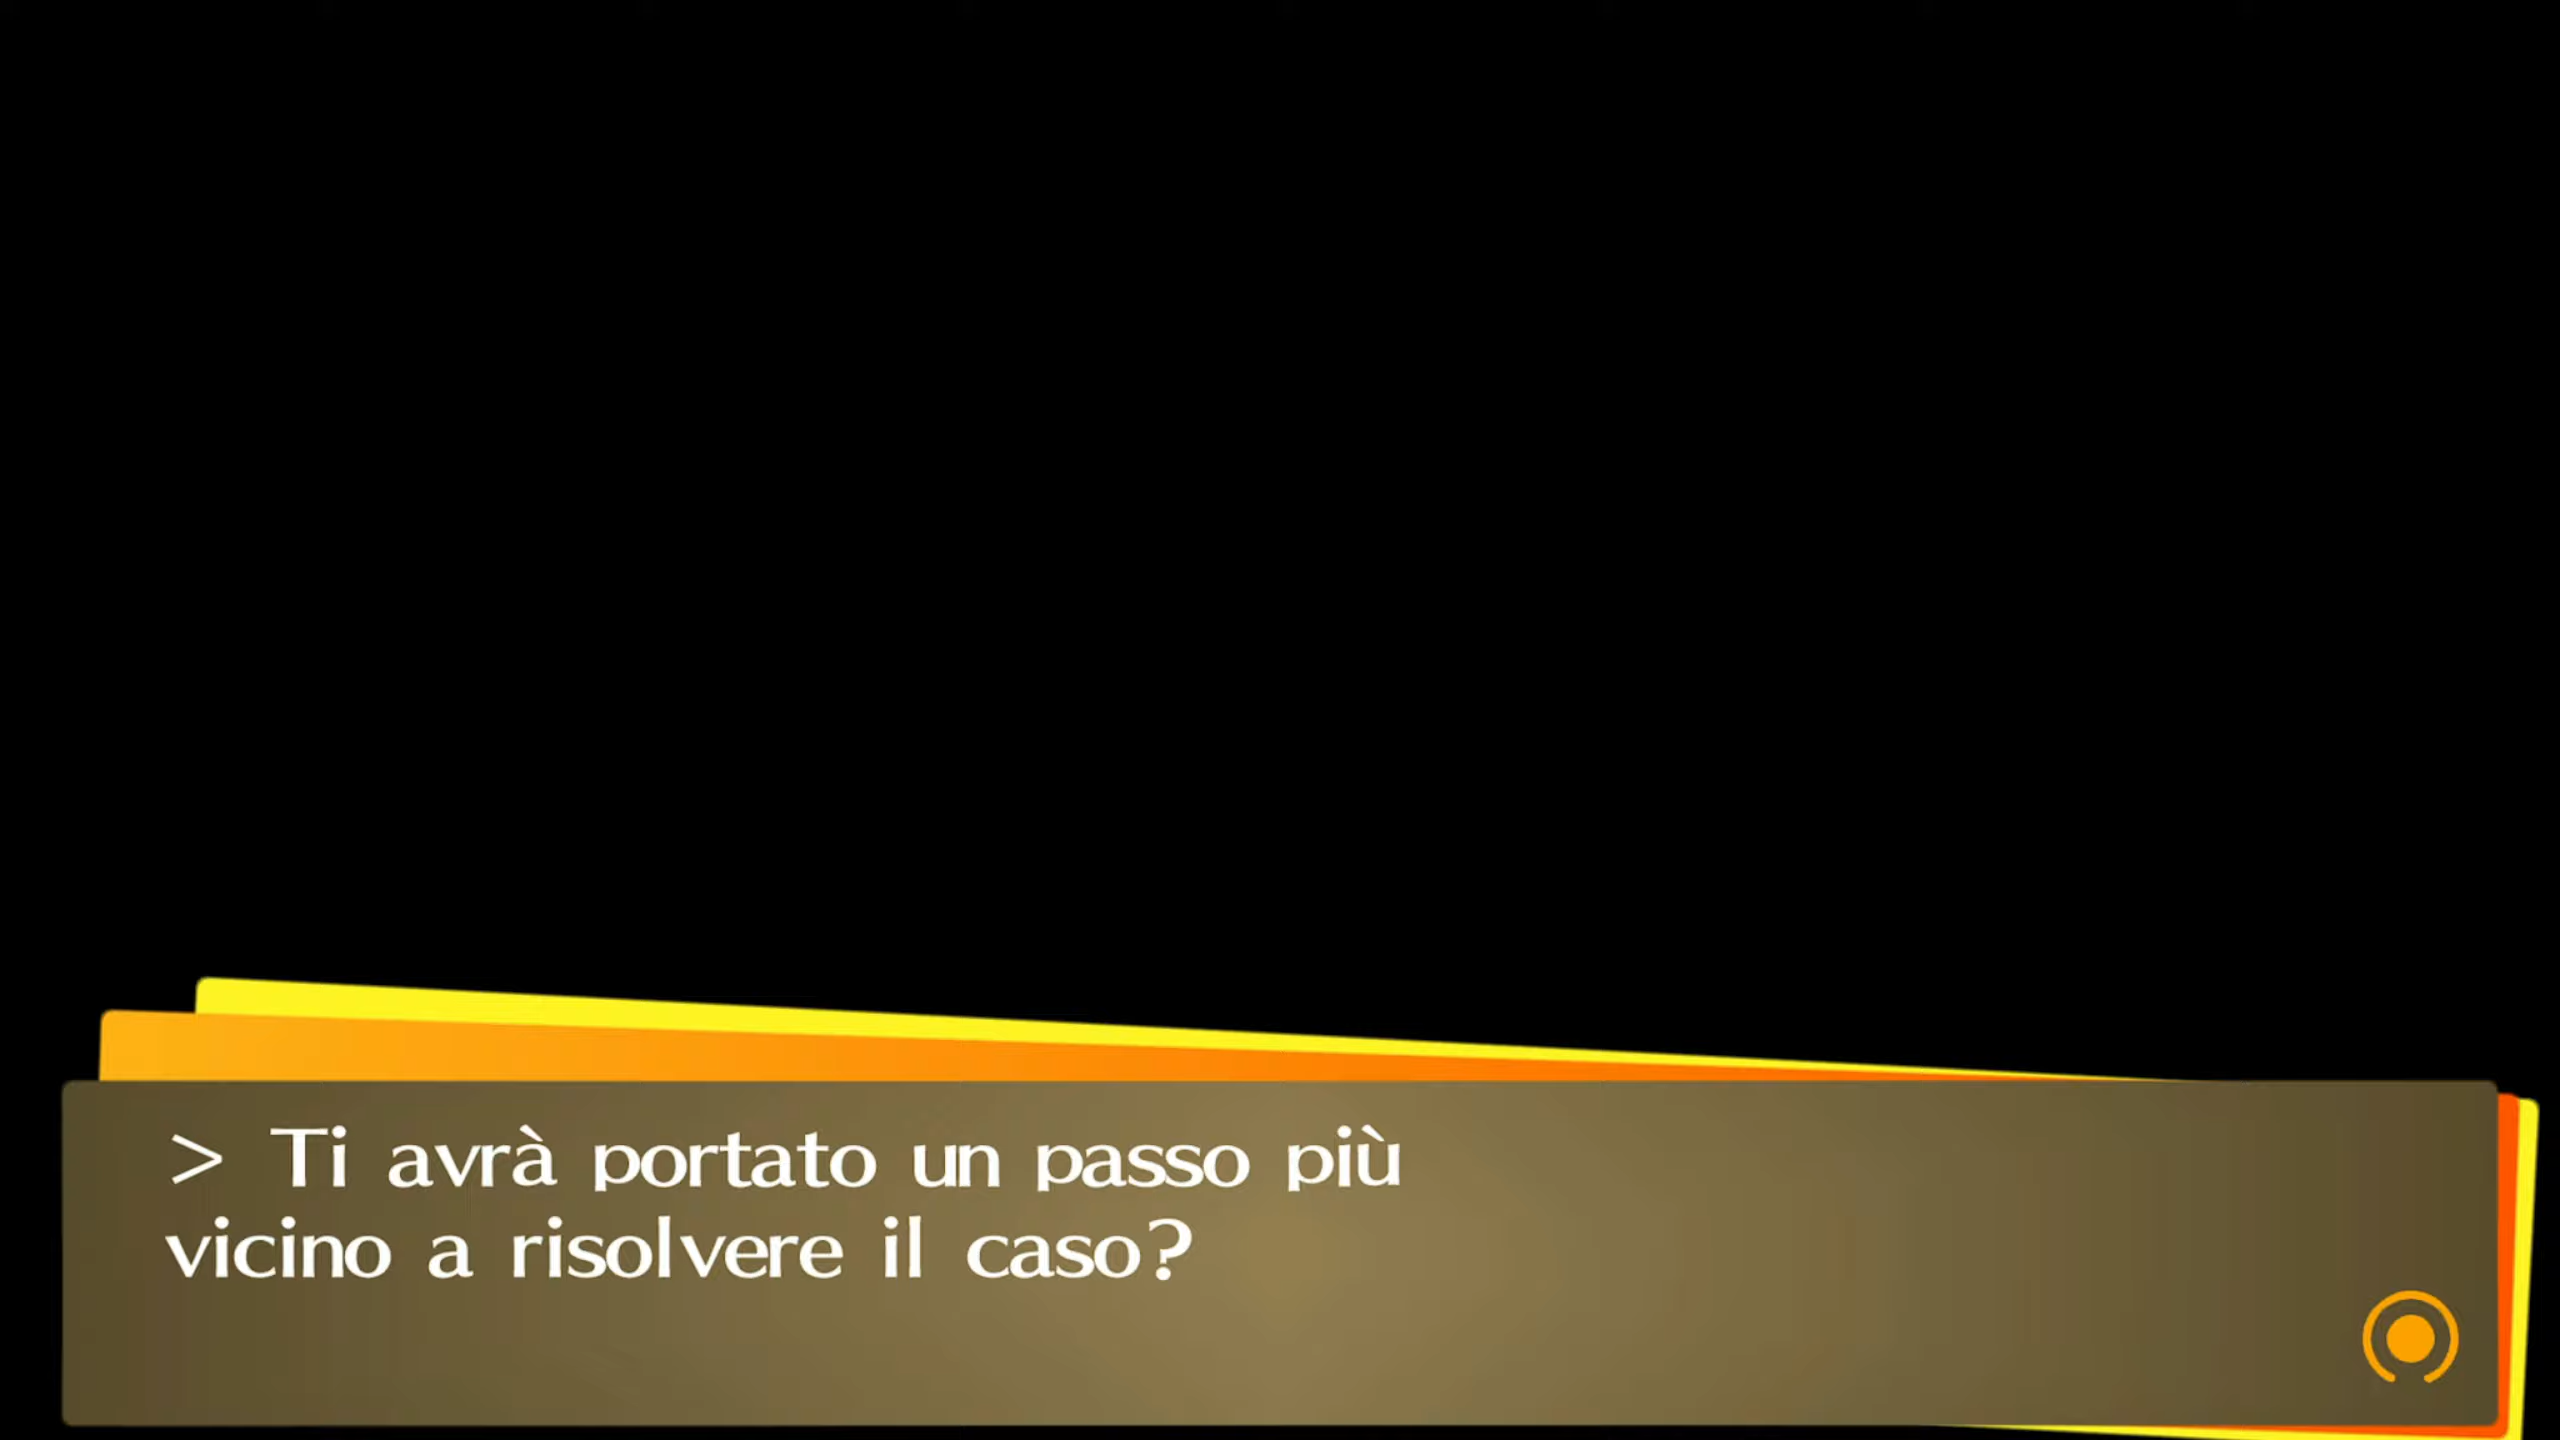 > Ti avrà portato un passo più
vicino a risolvere il caso?